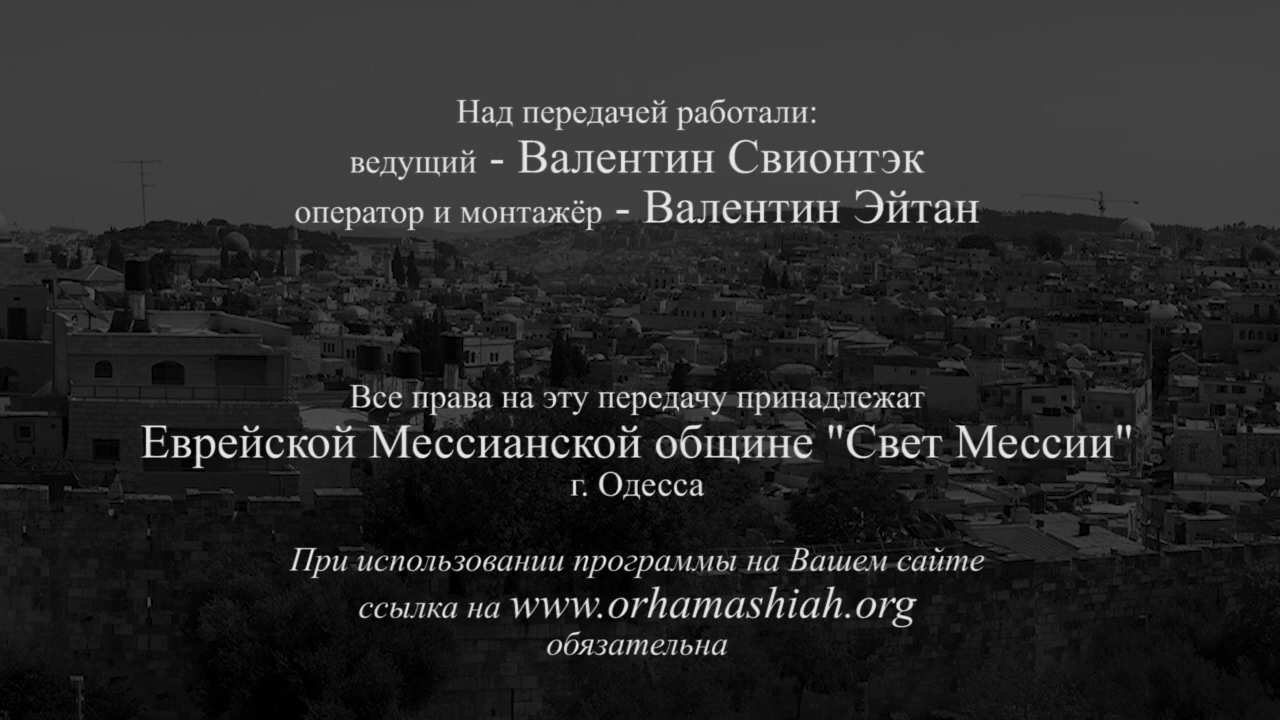 Над передачей работали:
ведущий - Валентин Свионтэк
оператор и монтажёр - Валентин Эйтан
Все права на эту передачу принадлежат
Еврейской Мессианской общине "Свет Мессии"
г. Одесса
При использовании программы на Вашем сайте
ссылка на www.orhamashiah.org
обязательна